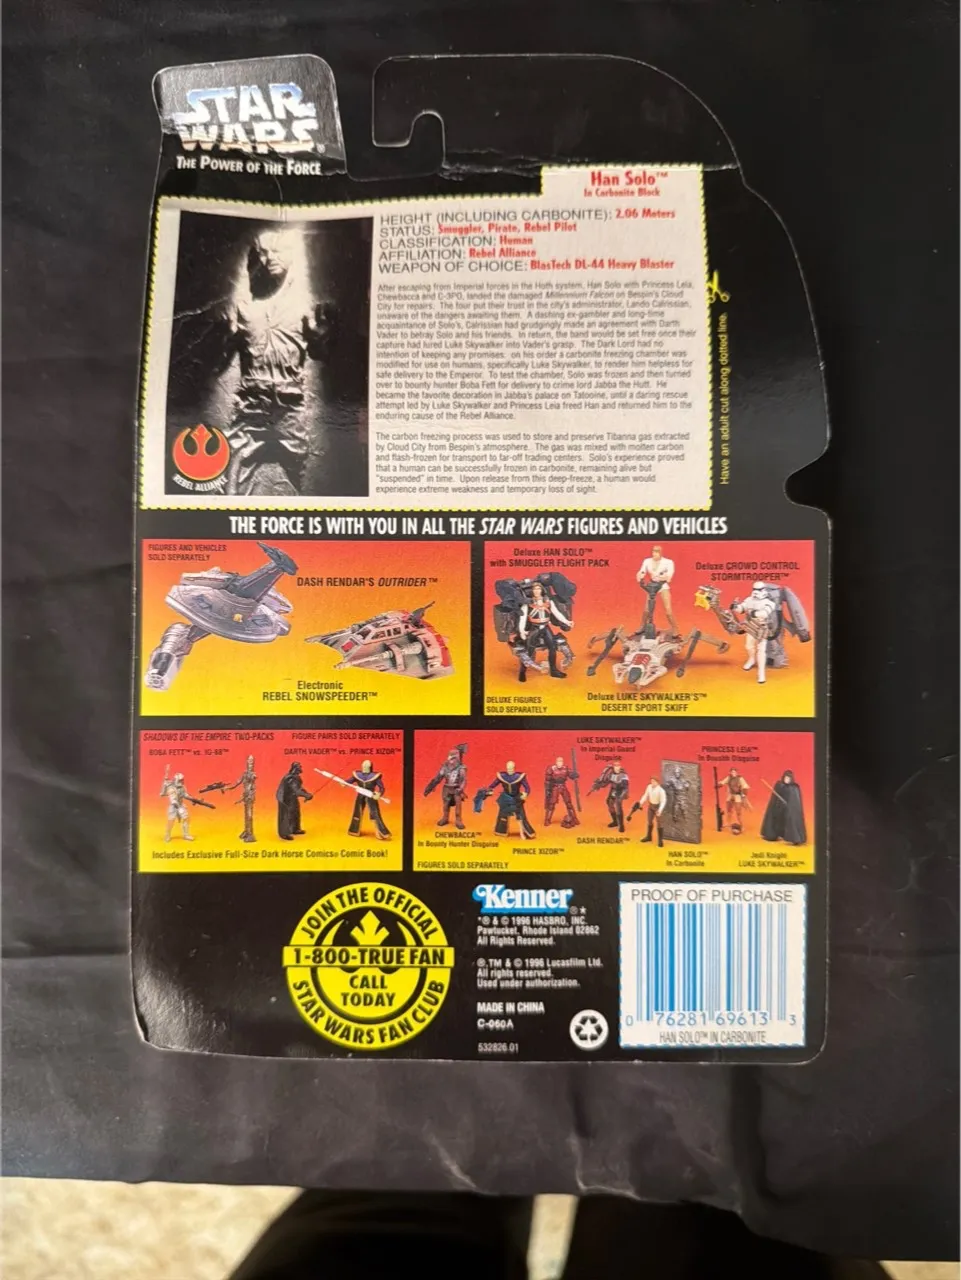 STAR
WARS®
THE POWER OF THE FORCE
Han Solo™
In Carbonite Block
HEIGHT (INCLUDING CARBONITE): 2.06 Meters
STATUS: Smuggler, Pirate, Rebel Pilot
CLASSIFICATION: Human
AFFILIATION: Rebel Alliance
WEAPON OF CHOICE: BlasTech DL-44 Heavy Blaster
After escaping from Imperial forces in the Hoth system, Han Solo with Princess Leia,
Chewbacca and C-3PO, landed the damaged Millennium Falcon on Bespin's Cloud
City for repairs. The four put their trust in the city's administrator, Lando Calrissian,
unaware of the dangers awaiting them. A dashing ex-gambler and long-time
acquaintance of Solo's, Calrissian had grudgingly made an agreement with Darth
Vader to betray Solo and his friends. In return, the band would be set free once their
capture had lured Luke Skywalker into Vader's grasp. The Dark Lord had no
intention of keeping any promises: on his order a carbonite freezing chamber was
modified for use on humans, specifically Luke Skywalker, to render him helpless for
safe delivery to the Emperor. To test the chamber, Solo was frozen and then turned
over to bounty hunter Boba Fett for delivery to crime lord Jabba the Hutt. He
became the favorite decoration in Jabba's palace on Tatooine, until a daring rescue
attempt led by Luke Skywalker and Princess Leia freed Han and returned him to the
enduring cause of the Rebel Alliance.
The carbon freezing process was used to store and preserve Tibanna gas extracted
by Cloud City from Bespin's atmosphere. The gas was mixed with molten carbon
and flash-frozen for transport to far-off trading centers. Solo's experience proved
that a human can be successfully frozen in carbonite, remaining alive but
"suspended" in time. Upon release from this deep-freeze, a human would
experience extreme weakness and temporary loss of sight.
REBEL ALLIANCE
Have an adult cut along dotted line.
THE FORCE IS WITH YOU IN ALL THE STAR WARS FIGURES AND VEHICLES
FIGURES AND VEHICLES
SOLD SEPARATELY
DASH RENDAR'S OUTRIDER™
Electronic
REBEL SNOWSPEEDER™
Deluxe HAN SOLO™
with SMUGGLER FLIGHT PACK
Deluxe CROWD CONTROL
STORMTROOPER™
DELUXE FIGURES
SOLD SEPARATELY
Deluxe LUKE SKYWALKER'S™
DESERT SPORT SKIFF
SHADOWS OF THE EMPIRE TWO-PACKS
FIGURE PAIRS SOLD SEPARATELY
BOBA FETT™ vs. IG-88™
DARTH VADER™ vs. PRINCE XIZOR™
Includes Exclusive Full-Size Dark Horse Comics® Comic Book!
LUKE SKYWALKER™
in Imperial Guard
Disguise
PRINCESS LEIA™
in Boushh Disguise
CHEWBACCA™
in Bounty Hunter Disguise
PRINCE XIZOR™
DASH RENDAR™
HAN SOLO™
in Carbonite
Jedi Knight
LUKE SKYWALKER™
FIGURES SOLD SEPARATELY
JOIN THE OFFICIAL
1-800-TRUE FAN
CALL
TODAY
STAR WARS FAN CLUB
Kenner®*
*® & © 1996 HASBRO, INC.
Pawtucket, Rhode Island 02862
All Rights Reserved.
®,TM & © 1996 Lucasfilm Ltd.
All rights reserved.
Used under authorization.
MADE IN CHINA
C-060A
532826.01
PROOF OF PURCHASE
0 76281 69613 3
HAN SOLO™ IN CARBONITE